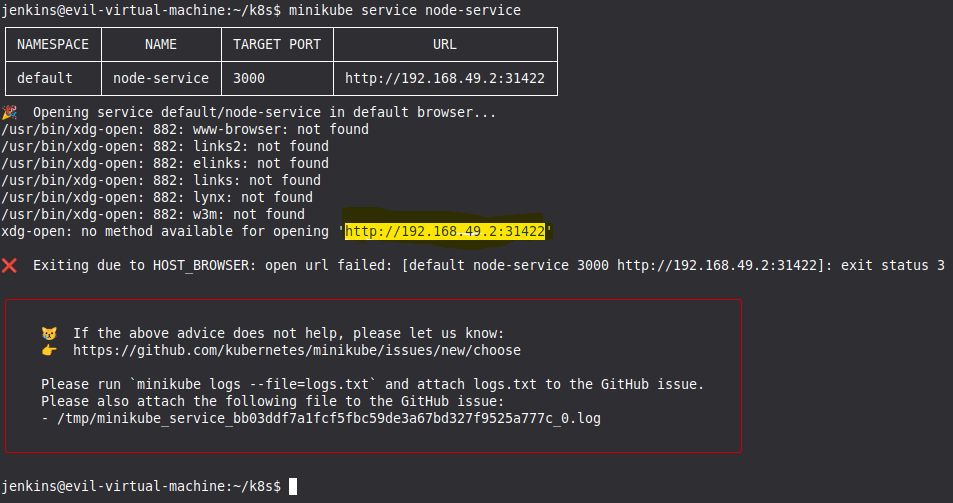 jenkins@evil-virtual-machine:~/k8s$ minikube service node-service
NAMESPACE NAME TARGET PORT URL
default node-service 3000 http://192.168.49.2:31422
🎉 Opening service default/node-service in default browser...
/usr/bin/xdg-open: 882: www-browser: not found
/usr/bin/xdg-open: 882: links2: not found
/usr/bin/xdg-open: 882: elinks: not found
/usr/bin/xdg-open: 882: links: not found
/usr/bin/xdg-open: 882: lynx: not found
/usr/bin/xdg-open: 882: w3m: not found
xdg-open: no method available for opening 'http://192.168.49.2:31422'
❌ Exiting due to HOST_BROWSER: open url failed: [default node-service 3000 http://192.168.49.2:31422]: exit status 3
😿 If the above advice does not help, please let us know:
👉 https://github.com/kubernetes/minikube/issues/new/choose
Please run `minikube logs --file=logs.txt` and attach logs.txt to the GitHub issue.
Please also attach the following file to the GitHub issue:
- /tmp/minikube_service_bb03ddf7a1fcf5fbc59de3a67bd327f9525a777c_0.log
jenkins@evil-virtual-machine:~/k8s$